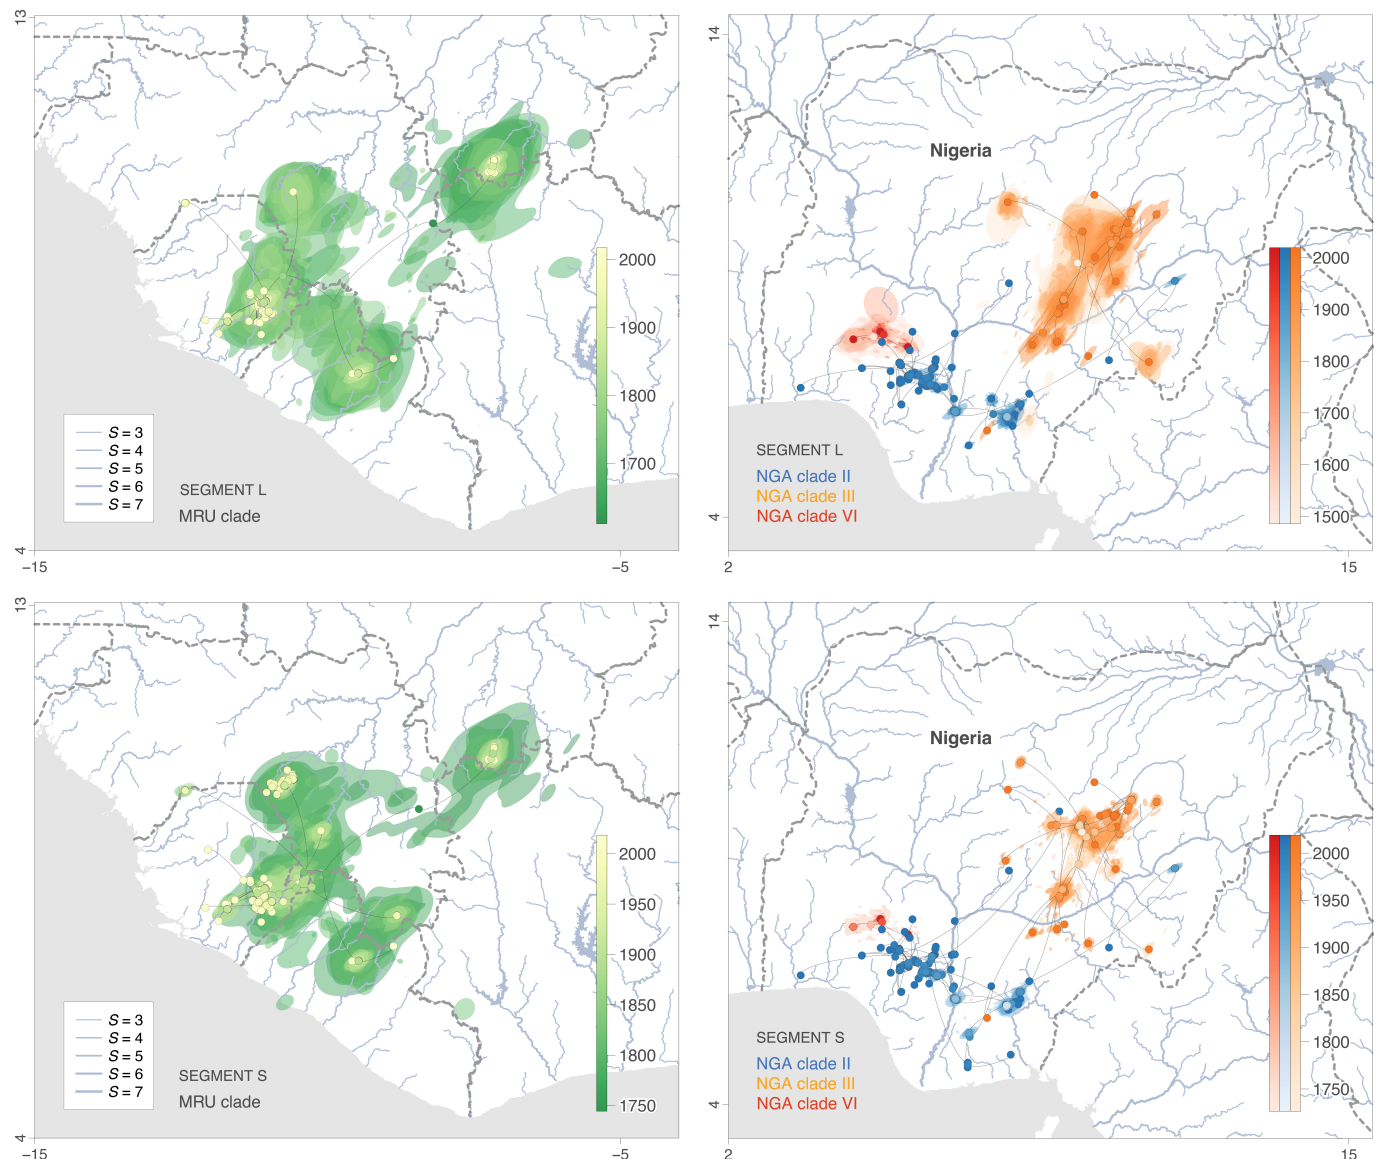 13
2000
1900
1800
1700
S = 3
S = 4
S = 5
S = 6
S = 7
SEGMENT L
MRU clade
4
−15
−5
14
Nigeria
2000
1900
1800
1700
1600
1500
SEGMENT L
NGA clade II
NGA clade III
NGA clade VI
4
2
15
13
2000
1950
1900
1850
1800
1750
S = 3
S = 4
S = 5
S = 6
S = 7
SEGMENT S
MRU clade
4
−15
−5
14
Nigeria
2000
1950
1900
1850
1800
1750
SEGMENT S
NGA clade II
NGA clade III
NGA clade VI
4
2
15